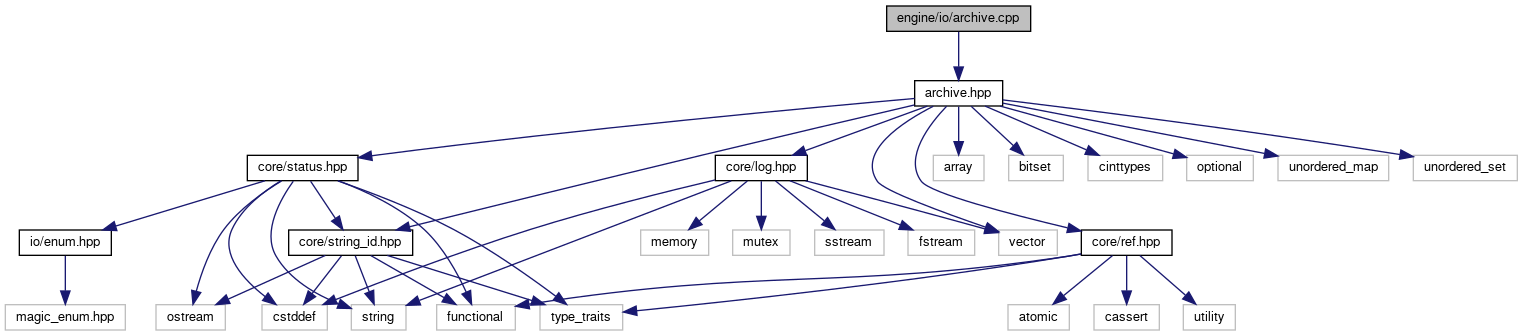 engine/io/archive.cpp
archive.hpp
core/status.hpp
core/log.hpp
array
bitset
cinttypes
optional
unordered_map
unordered_set
io/enum.hpp
core/string_id.hpp
memory
mutex
sstream
fstream
vector
core/ref.hpp
magic_enum.hpp
ostream
cstddef
string
functional
type_traits
atomic
cassert
utility